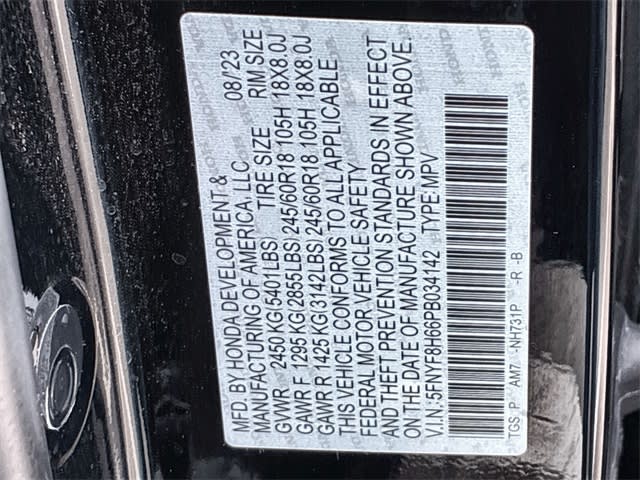 MFD. BY HONDA DEVELOPMENT &
MANUFACTURING OF AMERICA, LLC 08/'23
TIRE SIZE RIM SIZE
GVWR 2450 KG(5401LBS)
GAWR F 1295 KG(2855LBS) 245/60R18 105H 18X8.0J
GAWR R 1425 KG(3142LBS) 245/60R18 105H 18X8.0J
THIS VEHICLE CONFORMS TO ALL APPLICABLE
FEDERAL MOTOR VEHICLE SAFETY
AND THEFT PREVENTION STANDARDS IN EFFECT
ON THE DATE OF MANUFACTURE SHOWN ABOVE.
V.I.N: 5FNYF8H66PB034142 TYPE: MPV
TGS P AM7 -NH731P -R -B